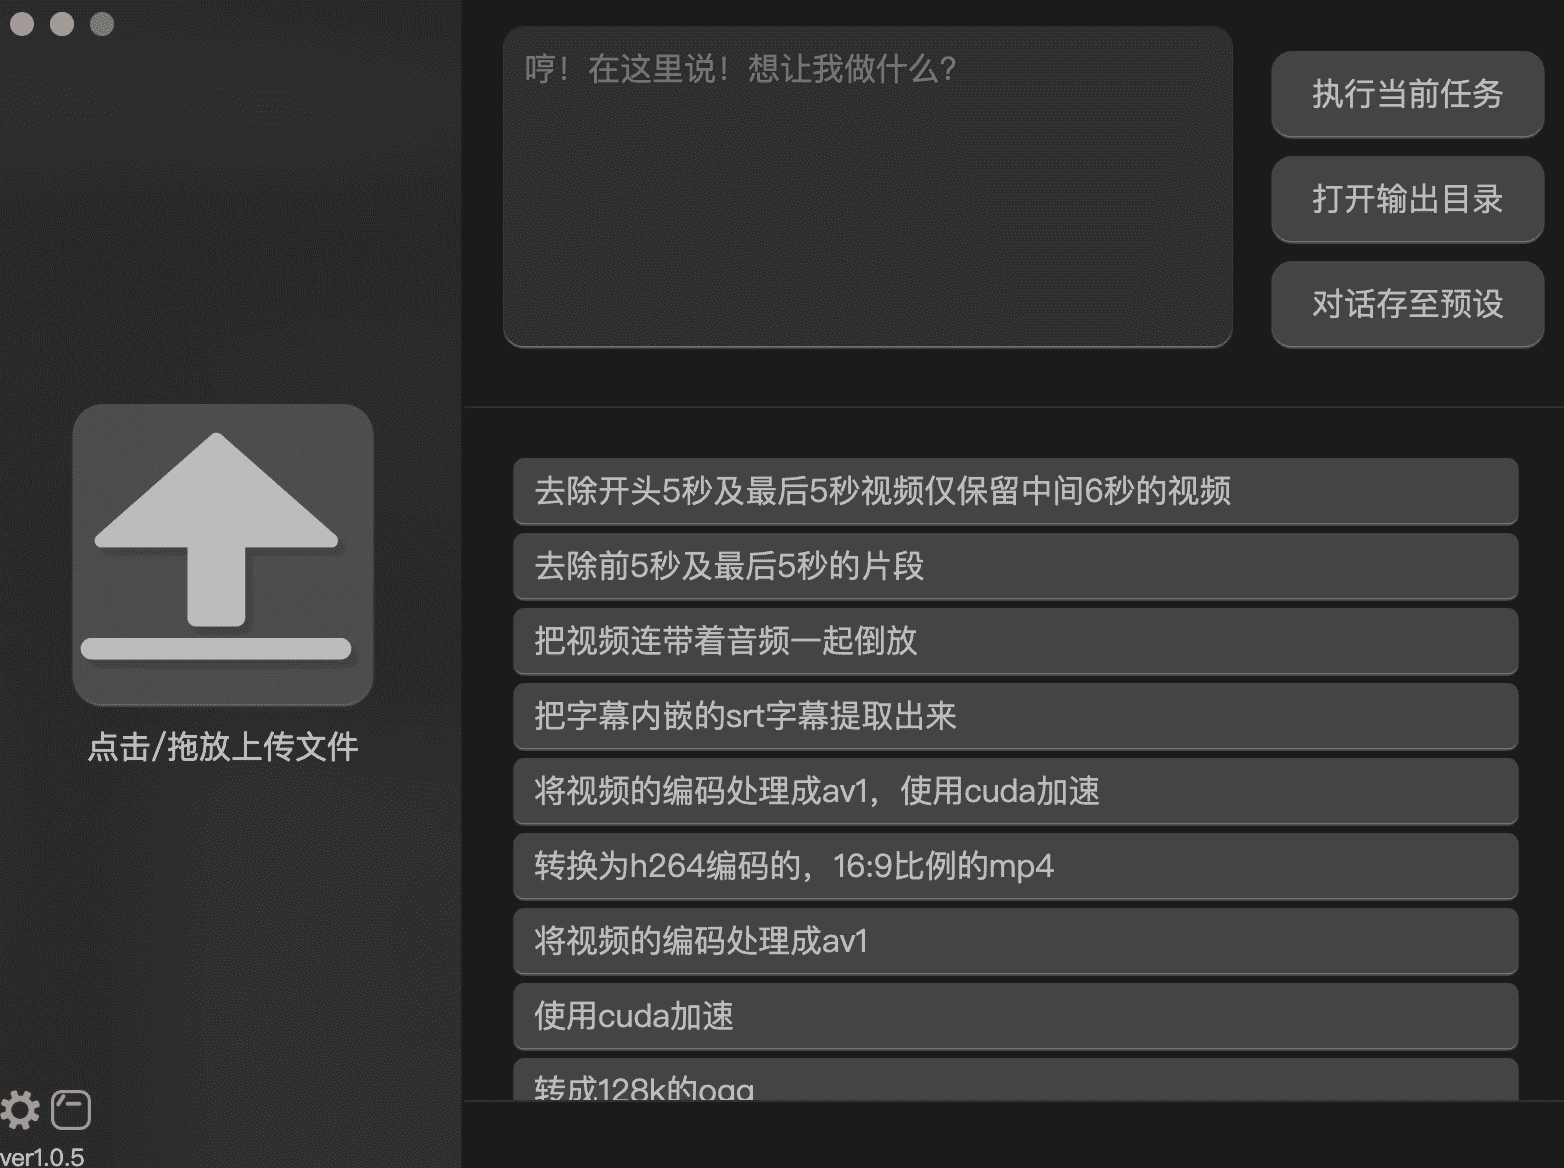 哼！在这里说！想让我做什么？
执行当前任务
打开输出目录
对话存至预设
点击/拖放上传文件
去除开头5秒及最后5秒视频仅保留中间6秒的视频
去除前5秒及最后5秒的片段
把视频连带着音频一起倒放
把字幕内嵌的srt字幕提取出来
将视频的编码处理成av1，使用cuda加速
转换为h264编码的，16:9比例的mp4
将视频的编码处理成av1
使用cuda加速
转成128k的ogg
ver1.0.5